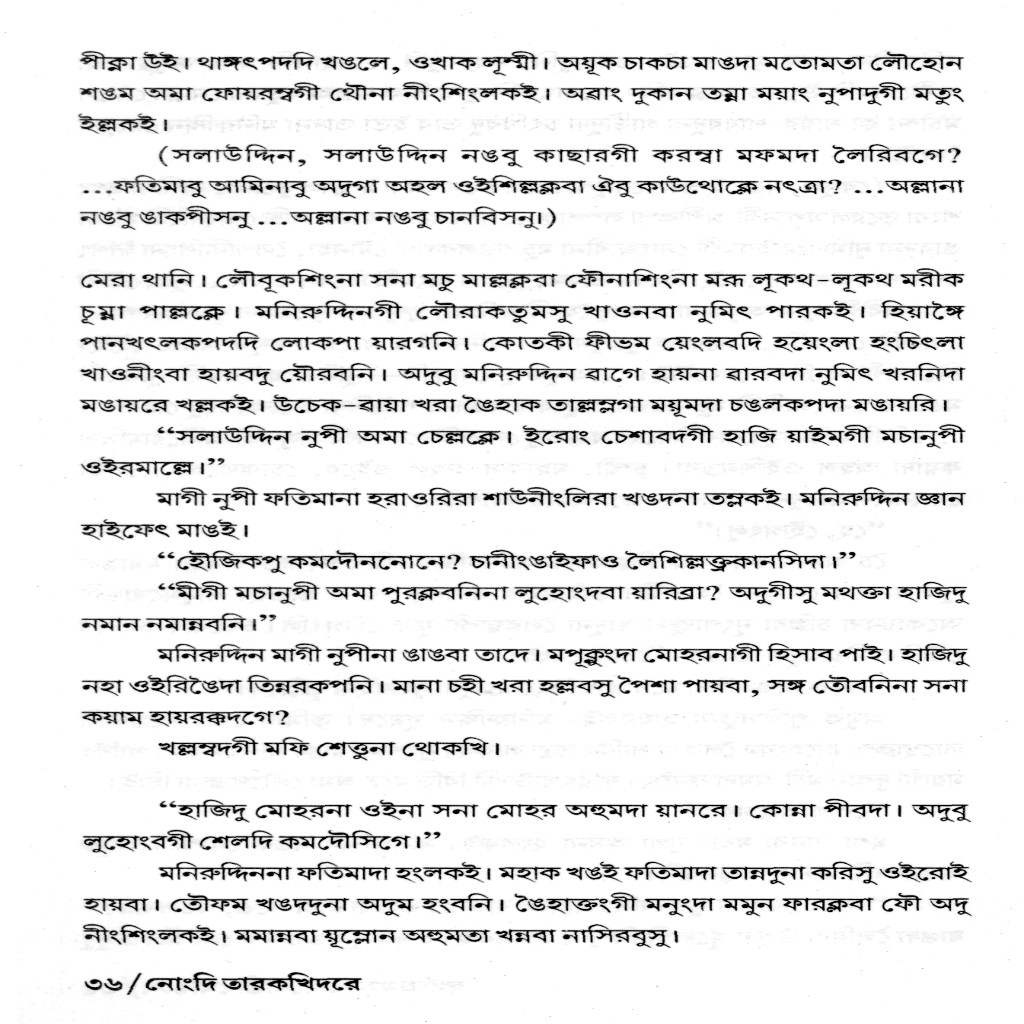 পীক্লা উই। থাঙ্গৎপদদি খঙলে, ওখাক লূশ্মী। অয়ূক চাকচা মাঙদা মতোমতা লৌহোন
শঙম অমা ফোয়রম্বগী থৌনা নীংশিংলকই। অৱাং দুকান তম্না ময়াং নুপাদুগী মতুং
ইল্লকই।
(সলাউদ্দিন, সলাউদ্দিন নঙবু কাছারগী করম্বা মফমদা লৈরিবগে?
...ফতিমাবু আমিনাবু অদুগা অহল ওইশিল্লক্লবা ঐবু কাউথোক্লে নৎত্রা?... অল্লানা
নঙবু ঙাকপীসনু ... অল্লানা নঙবু চানবিসনু।)
মেরা থানি। লৌবূকশিংনা সনা মচু মাল্লক্লবা ফৌনাশিংনা মরূ লূকথ-লূকথ মরীক
চূম্না পাল্লক্লে। মনিরুদ্দিনগী লৌরাকতুমসু খাওনবা নুমিৎ পারকই। হিয়াঙ্গৈ
পানখৎলকপদদি লোকপা য়ারগনি। কোতকী ফীভম য়েংলবদি হয়েংলা হংচিৎলা
খাওনীংবা হায়বদু য়ৌরবনি। অদুবু মনিরুদ্দিন ৱাগে হায়না ৱারবদা নুমিৎ খরনিদা
মঙায়রে খল্লকই। উচেক-ৱায়া খরা ঙৈহাক তাল্লম্লগা ময়ূমদা চঙলকপদা মঙায়রি।
“সলাউদ্দিন নুপী অমা চেল্লক্লে। ইরোং চেশাবদগী হাজি য়াইমগী মচানুপী
ওইরমাল্লে।”
মাগী নুপী ফতিমানা হরাওরিরা শাউনীংলিরা খঙদনা তম্লকই। মনিরুদ্দিন জ্ঞান
হাইফেৎ মাঙই।
“হৌজিকপু কমদৌননোনে? চানীংঙাইফাও লৈশিল্লক্ত্রকানসিদা।”
“মীগী মচানুপী অমা পুরক্লবনিনা লুহোংদবা য়ারিব্রা? অদুগীসু মথক্তা হাজিদু
নমান নমান্নবনি।”
মনিরুদ্দিন মাগী নুপীনা ঙাঙবা তাদে। মপূক্লুংদা মোহরনাগী হিসাব পাই। হাজিদু
নহা ওইরিঙৈদা তিন্নরকপনি। মানা চহী খরা হল্লবসু পৈশা পায়বা, সঙ্গ তৌবনিনা সনা
কয়াম হায়রক্কদগে?
খল্লম্বদগী মফি শেত্তুনা থোকখি।
“হাজিদু মোহরনা ওইনা সনা মোহর অহুমদা য়ানরে। কোন্না পীবদা। অদুবু
লুহোংবগী শেলদি কমদৌসিগে।”
মনিরুদ্দিননা ফতিমাদা হংলকই। মহাক খঙই ফতিমাদা তান্নদুনা করিসু ওইরোই
হায়বা। তৌফম খঙদদুনা অদুম হংবনি। ঙৈহাক্তংগী মনুংদা মমুন ফারক্লবা ফৌ অদু
নীংশিংলকই। মমান্নবা য়ূম্লোন অহুমতা খন্নবা নাসিরবুসু।
৩৬/নোংদি তারকখিদরে